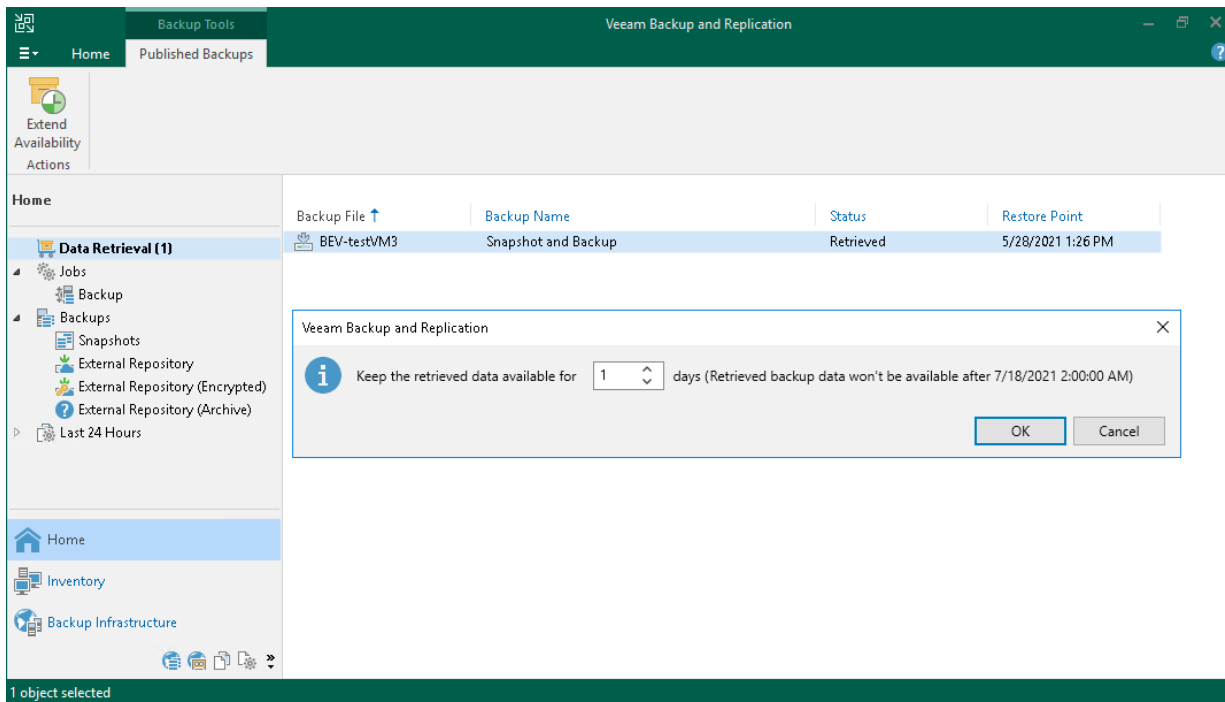 Backup Tools
Veeam Backup and Replication
Home
Published Backups
?
Extend
Availability
Actions
Home
Backup File
Backup Name
Status
Restore Point
Data Retrieval (1)
BEV-testVM3
Snapshot and Backup
Retrieved
5/28/2021 1:26 PM
Jobs
Backup
Backups
Snapshots
External Repository
External Repository (Encrypted)
External Repository (Archive)
Last 24 Hours
Veeam Backup and Replication
Keep the retrieved data available for 1 days (Retrieved backup data won't be available after 7/18/2021 2:00:00 AM)
OK
Cancel
Home
Inventory
Backup Infrastructure
1 object selected